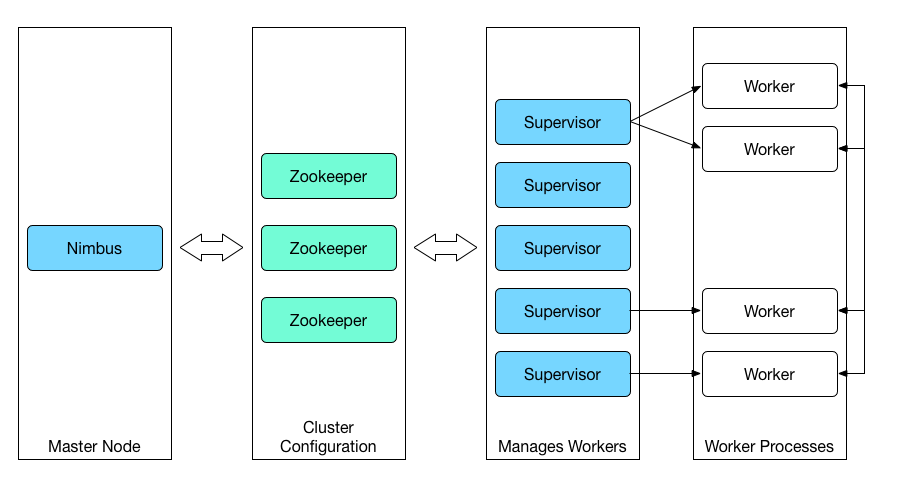 Nimbus
Master Node
Zookeeper
Zookeeper
Zookeeper
Cluster
Configuration
Supervisor
Supervisor
Supervisor
Supervisor
Supervisor
Manages Workers
Worker
Worker
Worker
Worker
Worker Processes